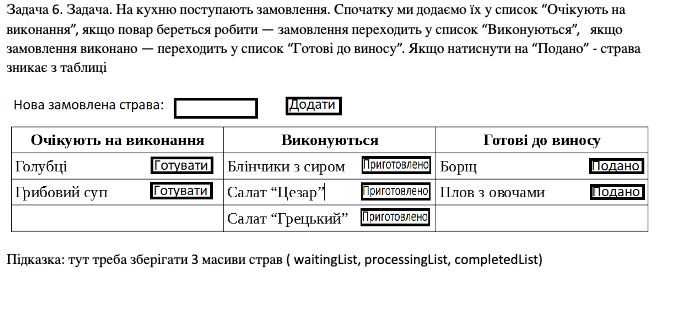 Задача 6. Задача. На кухню поступають замовлення. Спочатку ми додаємо їх у список “Очікують на
виконання”, якщо повар береться робити — замовлення переходить у список “Виконуються”, якщо
замовлення виконано — переходить у список “Готові до виносу”. Якщо натиснути на “Подано” - страва
зникає з таблиці
Нова замовлена страва: Додати
Очікують на виконання Виконуються Готові до виносу
Голубці Готувати Блінчики з сиром Приготовлено Борщ Подано
Грибовий суп Готувати Салат “Цезар” Приготовлено Плов з овочами Подано
Салат “Грецький” Приготовлено
Підказка: тут треба зберігати 3 масиви страв ( waitingList, processingList, completedList)